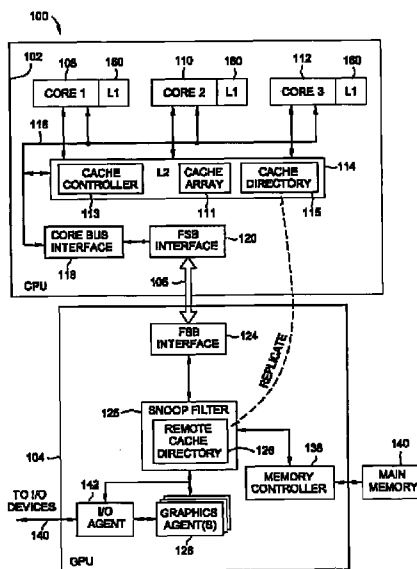 100
102
108
160
110
160
112
160
CORE 1
L1
CORE 2
L1
CORE 3
L1
116
L2
114
CACHE
CONTROLLER
CACHE
ARRAY
CACHE
DIRECTORY
113
111
115
CORE BUS
INTERFACE
FSB
INTERFACE
120
118
CPU
106
FSB
INTERFACE
124
REPLICATE
125
SNOOP FILTER
REMOTE
CACHE
DIRECTORY
126
104
138
MEMORY
CONTROLLER
140
MAIN
MEMORY
TO I/O
DEVICES
142
I/O
AGENT
GRAPHICS
AGENT(S)
140
128
GPU